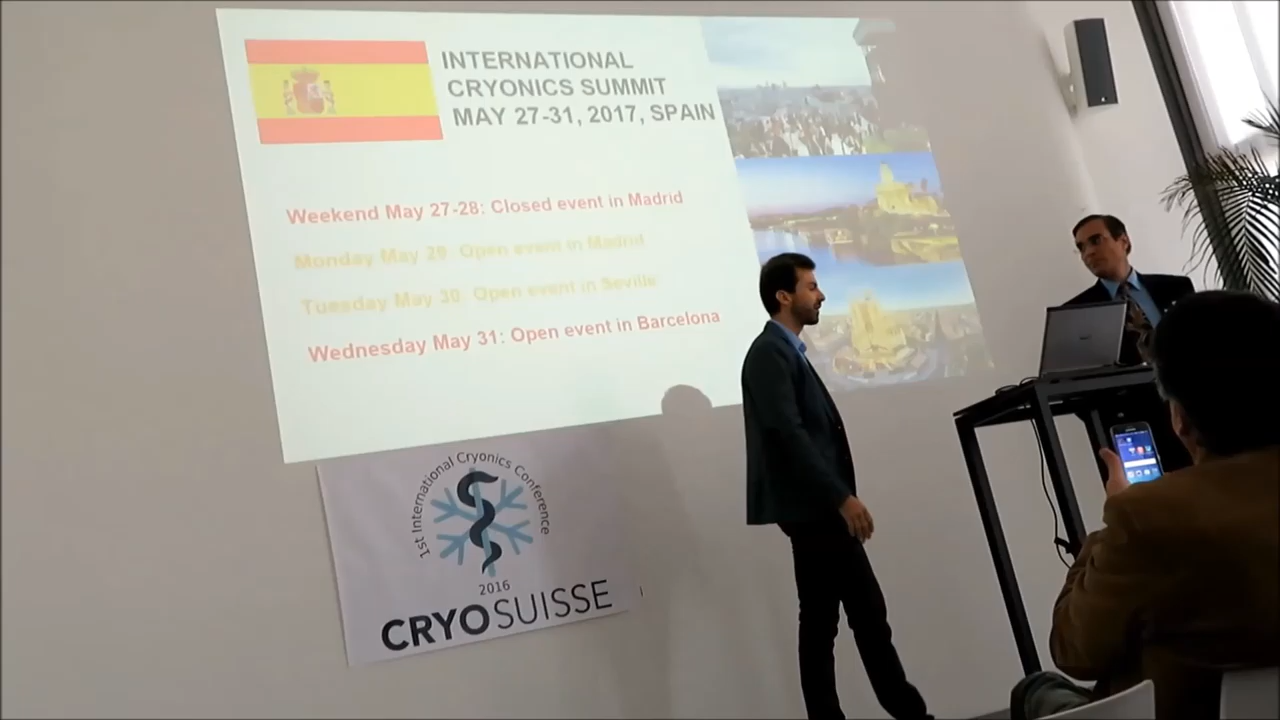 INTERNATIONAL
CRYONICS SUMMIT
MAY 27-31, 2017, SPAIN
Weekend May 27-28: Closed event in Madrid
Monday May 29: Open event in Madrid
Tuesday May 30: Open event in Seville
Wednesday May 31: Open event in Barcelona
1st International Cryonics Conference
2016
CRYOSUISSE